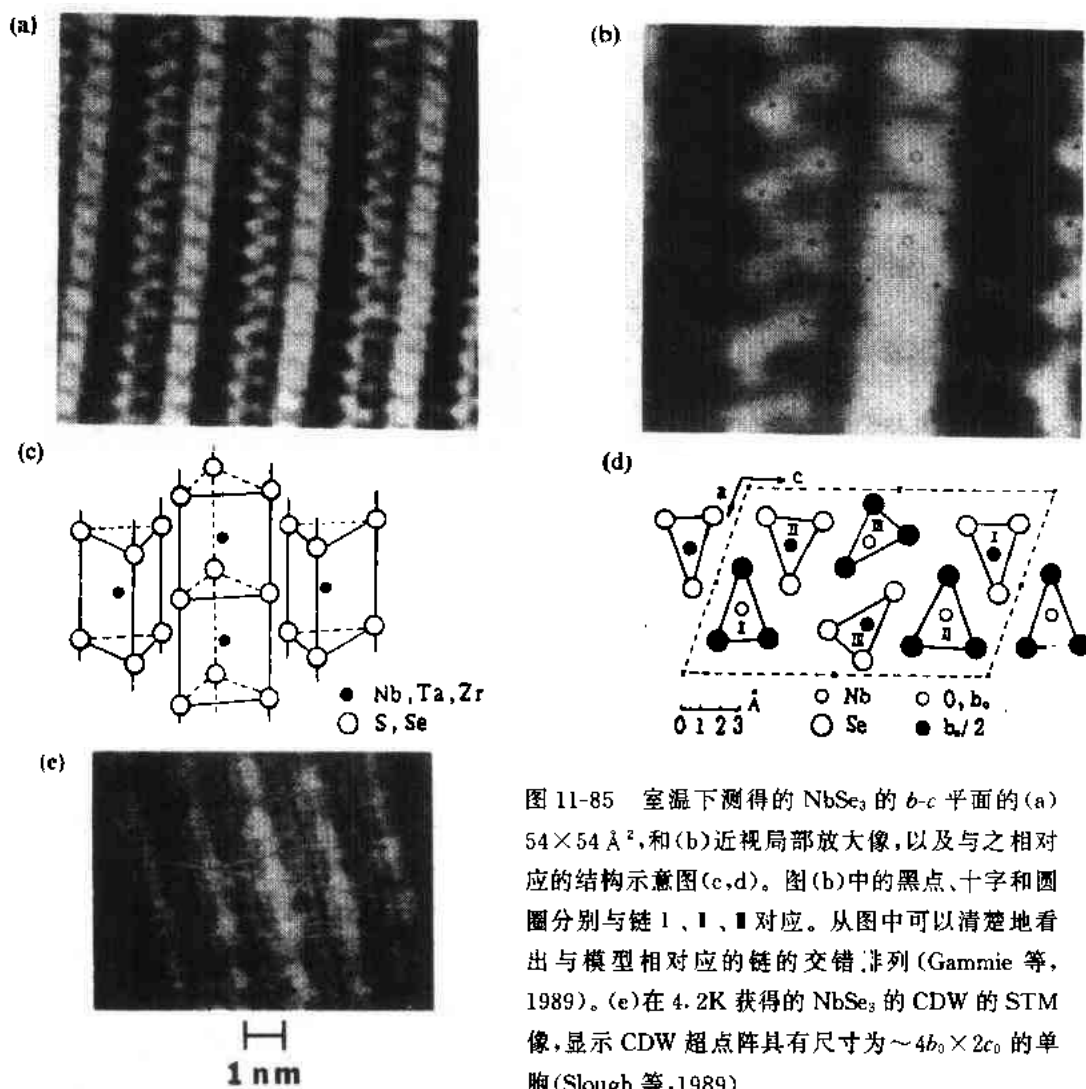 (a)
(b)
(c)
● Nb,Ta,Zr
○ S,Se
(d)
a c
II
III
I
I
III
II
Å
0 1 2 3
○ Nb
○ Se
○ 0,b₀
● b₀/2
(e)
1 nm
图 11-85 室温下测得的 NbSe₃ 的 b-c 平面的(a)
54×54 Å²,和(b)近视局部放大像,以及与之相对
应的结构示意图(c,d)。图(b)中的黑点、十字和圆
圈分别与链 I、、对应。从图中可以清楚地看
出与模型相对应的链的交错排列(Gammie 等,
1989)。(e)在 4.2K 获得的 NbSe₃ 的 CDW 的 STM
像,显示 CDW 超点阵具有尺寸为~4b₀×2c₀ 的单
胞(Slough 等,1989)